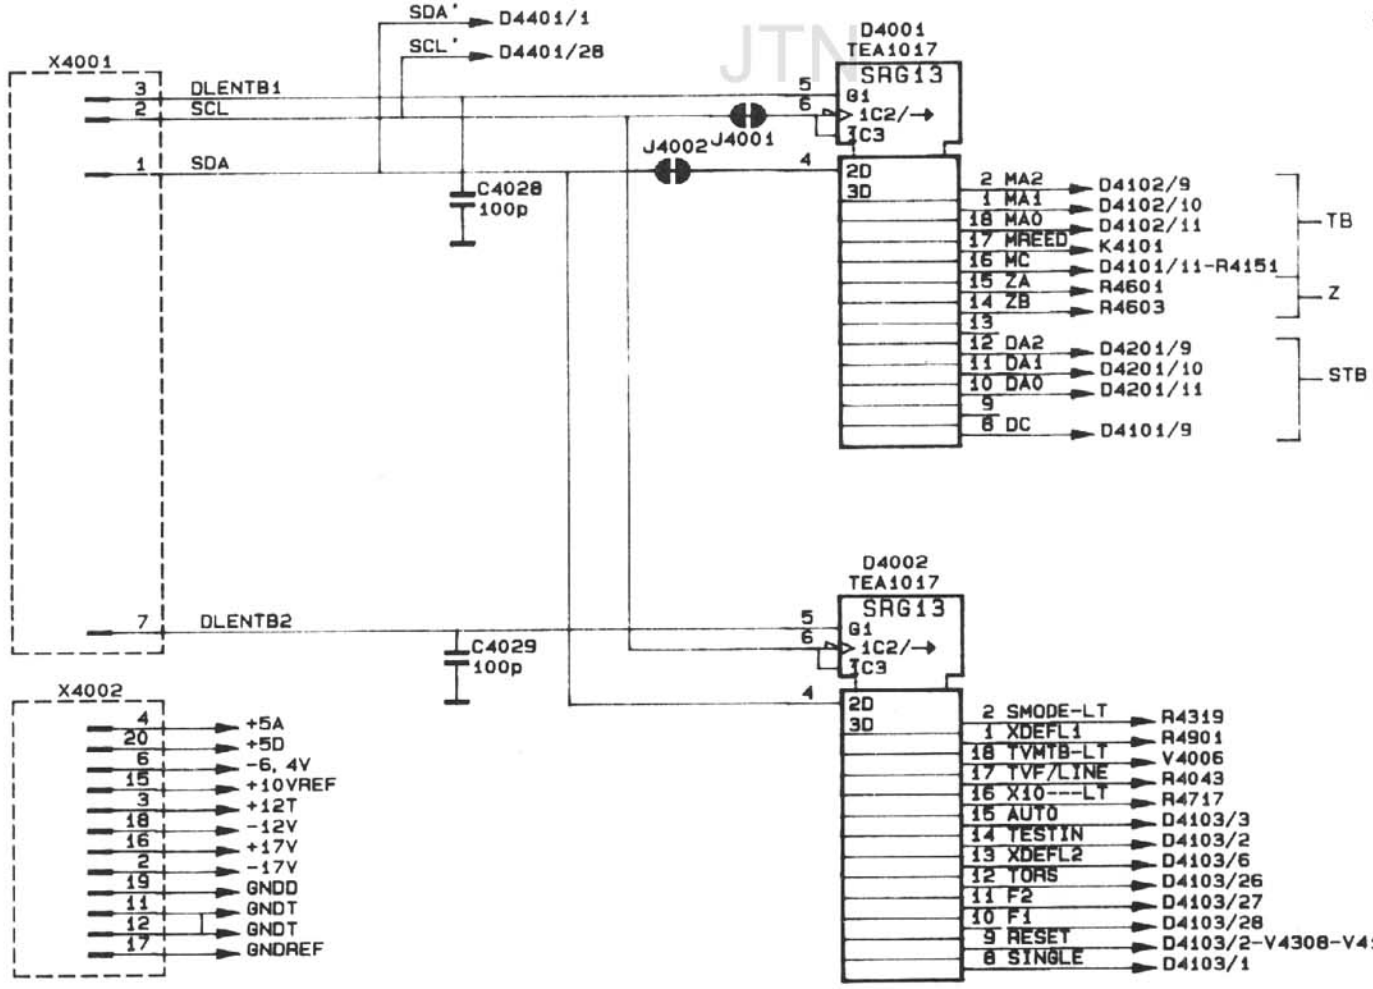 SDA' D4401/1
SCL' D4401/28
JTN
X4001
3 DLENTB1
2 SCL
1 SDA
C4028
100p
J4002 J4001
D4001
TEA1017
SRG13
5 G1
6 1C2/→
C3
4 2D
3D
2 MA2 D4102/9
1 MA1 D4102/10
18 MA0 D4102/11
17 MREED K4101
16 MC D4101/11-R4151
15 ZA R4601
14 ZB R4603
13
12 DA2 D4201/9
11 DA1 D4201/10
10 DA0 D4201/11
9
8 DC D4101/9
TB
Z
STB
7 DLENTB2
C4029
100p
D4002
TEA1017
SRG13
5 G1
6 1C2/→
C3
4 2D
3D
2 SMODE-LT R4319
1 XDEFL1 R4901
18 TVMTB-LT V4006
17 TVF/LINE R4043
16 X10---LT R4717
15 AUTO D4103/3
14 TESTIN D4103/2
13 XDEFL2 D4103/6
12 TORS D4103/26
11 F2 D4103/27
10 F1 D4103/28
9 RESET D4103/2-V4308-V41
8 SINGLE D4103/1
X4002
4 +5A
20 +5D
6 -6, 4V
15 +10VREF
3 +12T
18 -12V
16 +17V
2 -17V
19 GNDD
11 GNDT
12 GNDT
17 GNDREF